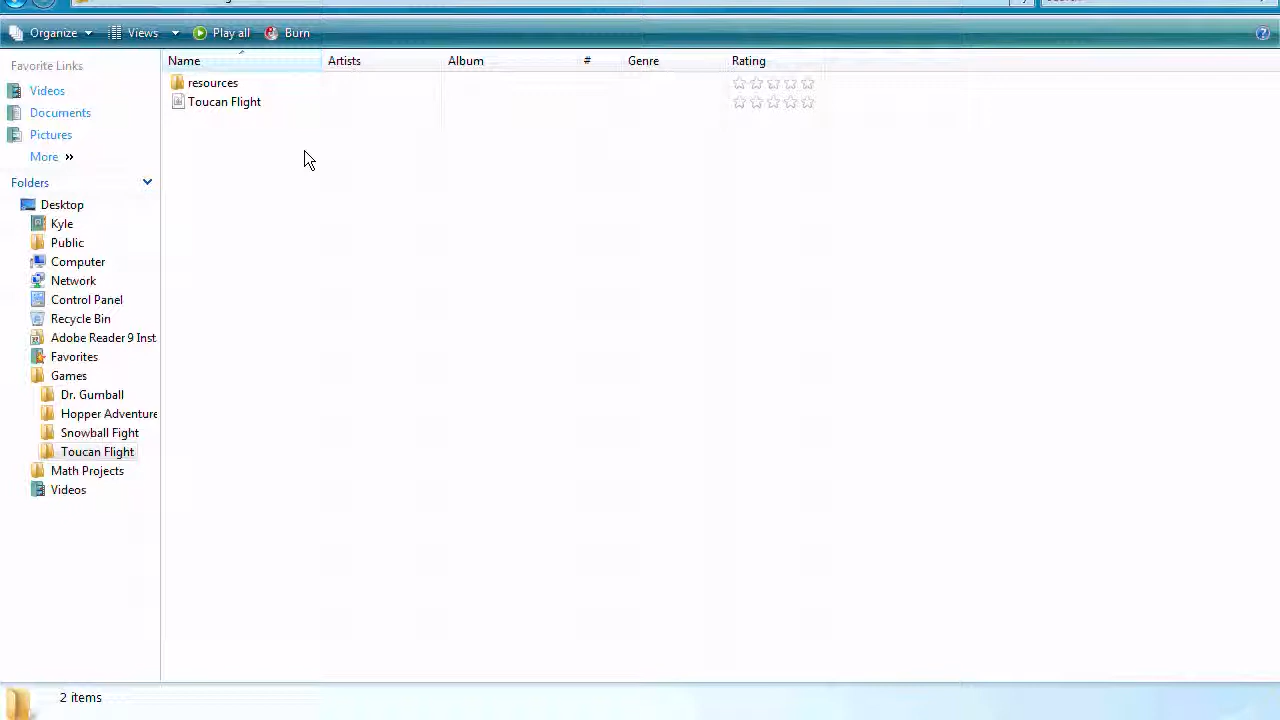 Organize Views Play all Burn
Favorite Links
Videos
Documents
Pictures
More »
Folders
Desktop
Kyle
Public
Computer
Network
Control Panel
Recycle Bin
Adobe Reader 9 Inst
Favorites
Games
Dr. Gumball
Hopper Adventure
Snowball Fight
Toucan Flight
Math Projects
Videos
Name Artists Album # Genre Rating
resources
Toucan Flight
2 items